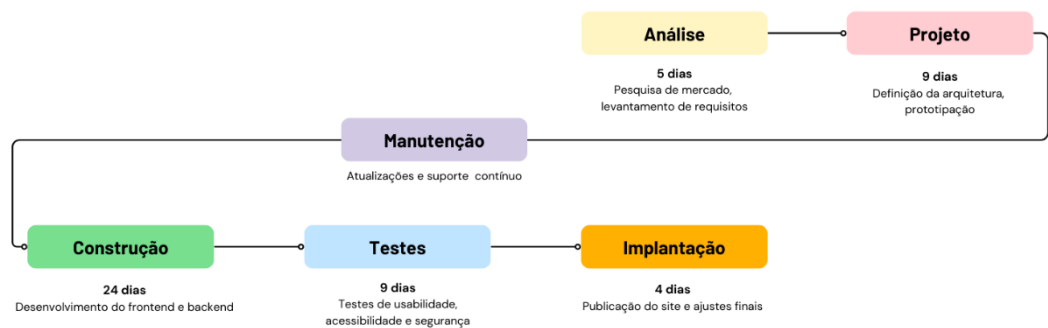 Análise
5 dias
Pesquisa de mercado,
levantamento de requisitos
Projeto
9 dias
Definição da arquitetura,
prototipação
Manutenção
Atualizações e suporte contínuo
Construção
24 dias
Desenvolvimento do frontend e backend
Testes
9 dias
Testes de usabilidade,
acessibilidade e segurança
Implantação
4 dias
Publicação do site e ajustes finais